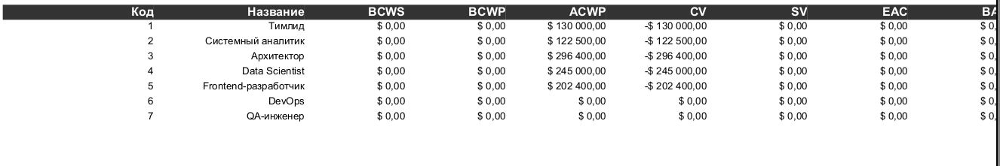 Код Название BCWS BCWP ACWP CV SV EAC BA
1 Тимлид $ 0,00 $ 0,00 $ 130 000,00 -$ 130 000,00 $ 0,00 $ 0,00 $ 0,
2 Системный аналитик $ 0,00 $ 0,00 $ 122 500,00 -$ 122 500,00 $ 0,00 $ 0,00 $ 0,
3 Архитектор $ 0,00 $ 0,00 $ 296 400,00 -$ 296 400,00 $ 0,00 $ 0,00 $ 0,
4 Data Scientist $ 0,00 $ 0,00 $ 245 000,00 -$ 245 000,00 $ 0,00 $ 0,00 $ 0,
5 Frontend-разработчик $ 0,00 $ 0,00 $ 202 400,00 -$ 202 400,00 $ 0,00 $ 0,00 $ 0,
6 DevOps $ 0,00 $ 0,00 $ 0,00 $ 0,00 $ 0,00 $ 0,00 $ 0,
7 QA-инженер $ 0,00 $ 0,00 $ 0,00 $ 0,00 $ 0,00 $ 0,00 $ 0,